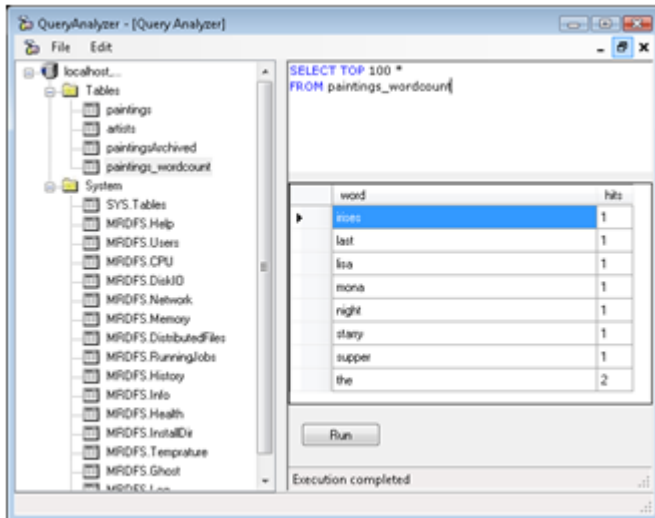 QueryAnalyzer - [Query Analyzer]
File Edit
localhost....
Tables
paintings
artists
paintingsArchived
paintings_wordcount
System
SYS.Tables
MRDFS.Help
MRDFS.Users
MRDFS.CPU
MRDFS.DiskIO
MRDFS.Network
MRDFS.Memory
MRDFS.DistributedFiles
MRDFS.RunningJobs
MRDFS.History
MRDFS.Info
MRDFS.Health
MRDFS.InstallDir
MRDFS.Temprature
MRDFS.Ghost
MRDFS.Log
SELECT TOP 100 *
FROM paintings_wordcount
word hits
irises 1
last 1
lisa 1
mona 1
night 1
starry 1
supper 1
the 2
Run
Execution completed